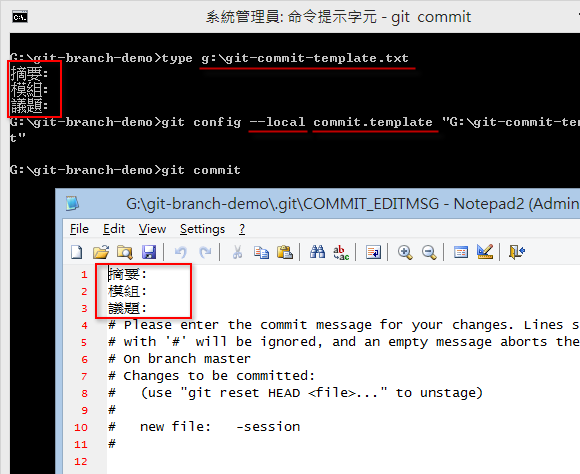 系統管理員: 命令提示字元 - git commit
G:\git-branch-demo>type g:\git-commit-template.txt
摘要:
模組:
議題:
G:\git-branch-demo>git config --local commit.template "G:\git-commit-te
t"
G:\git-branch-demo>git commit
G:\git-branch-demo\.git\COMMIT_EDITMSG - Notepad2 (Admin
File Edit View Settings ?
1 摘要:
2 模組:
3 議題:
4 # Please enter the commit message for your changes. Lines s
5 # with '#' will be ignored, and an empty message aborts the
6 # On branch master
7 # Changes to be committed:
8 #   (use "git reset HEAD <file>..." to unstage)
9 #
10 #   new file:   -session
11 #
12